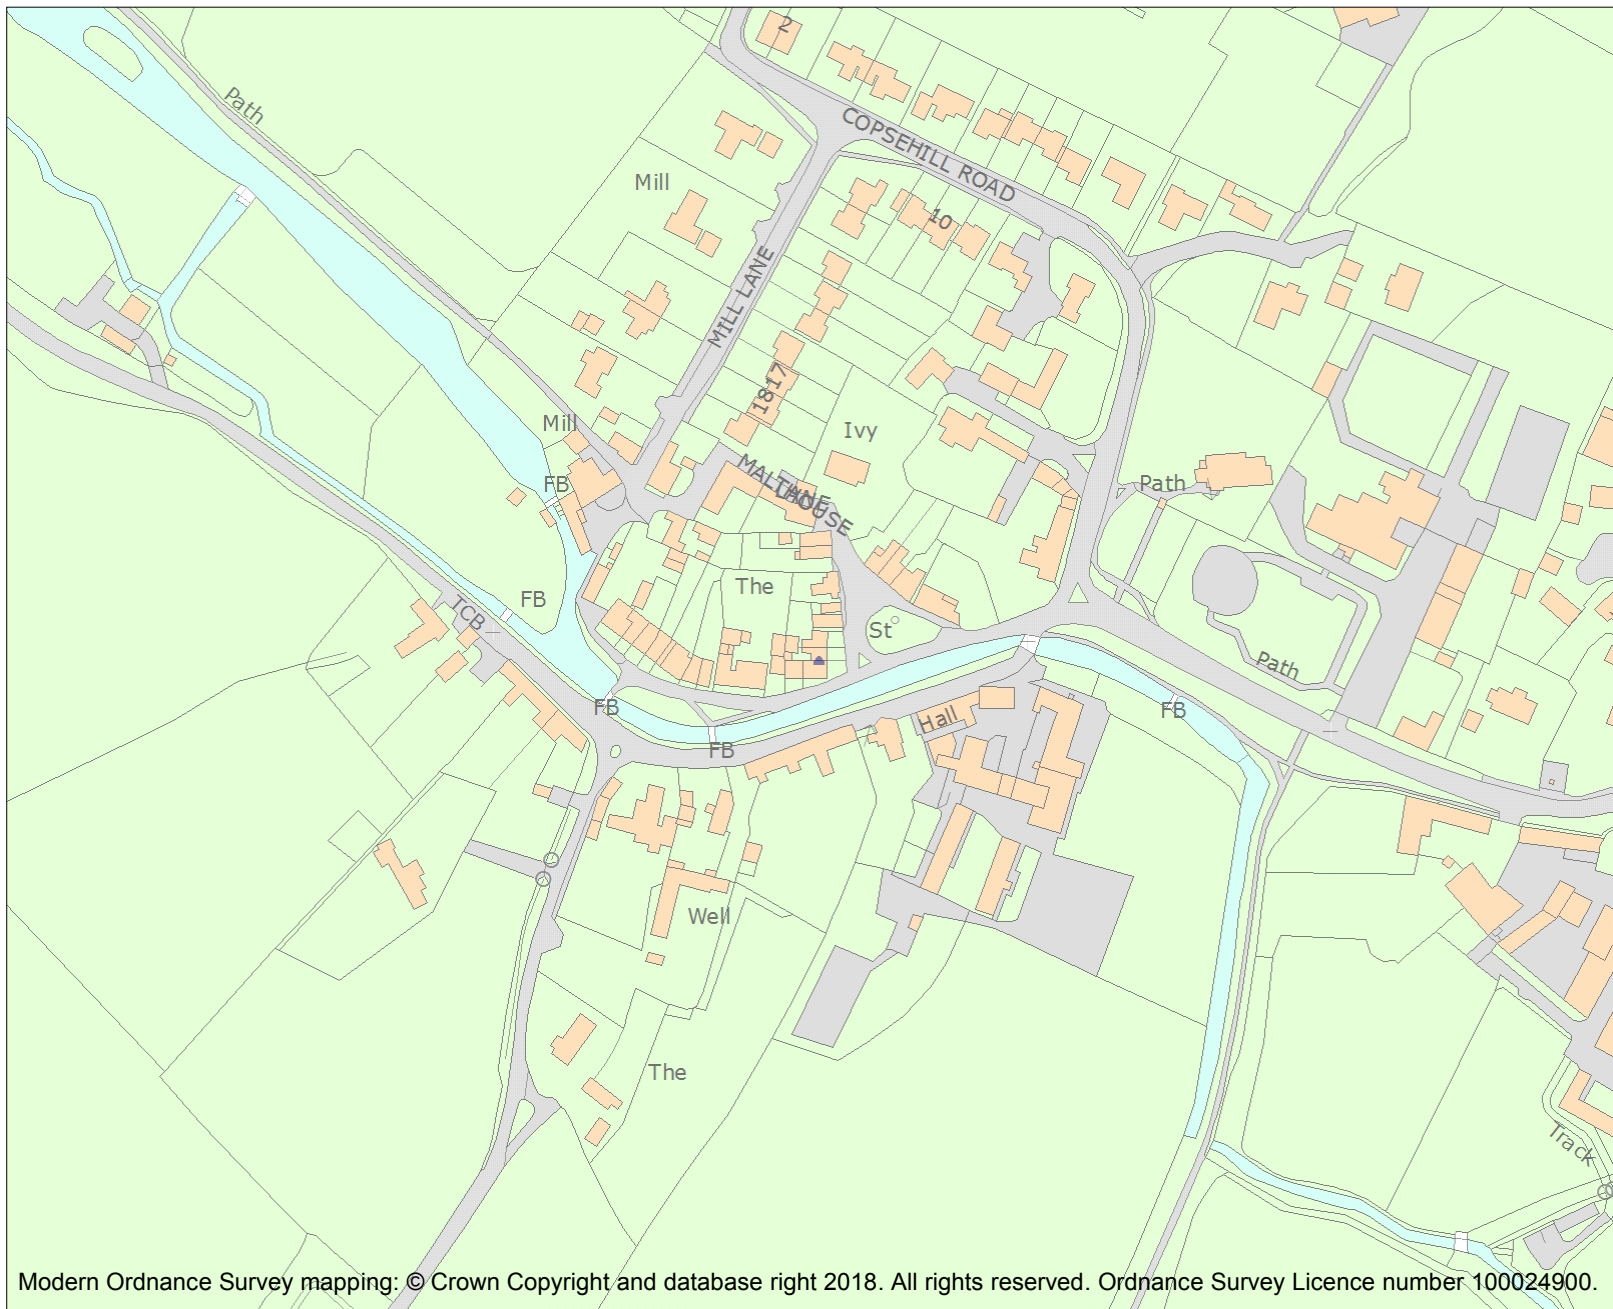 2
Path
COPSEHILL ROAD
Mill
10
MILL LANE
1817
Mill
Ivy
MALTHOUSE
LANE
FB
Path
The
FB
TCB
St
Path
FB
Hall
FB
FB
Well
The
Track
Modern Ordnance Survey mapping: © Crown Copyright and database right 2018. All rights reserved. Ordnance Survey Licence number 100024900.